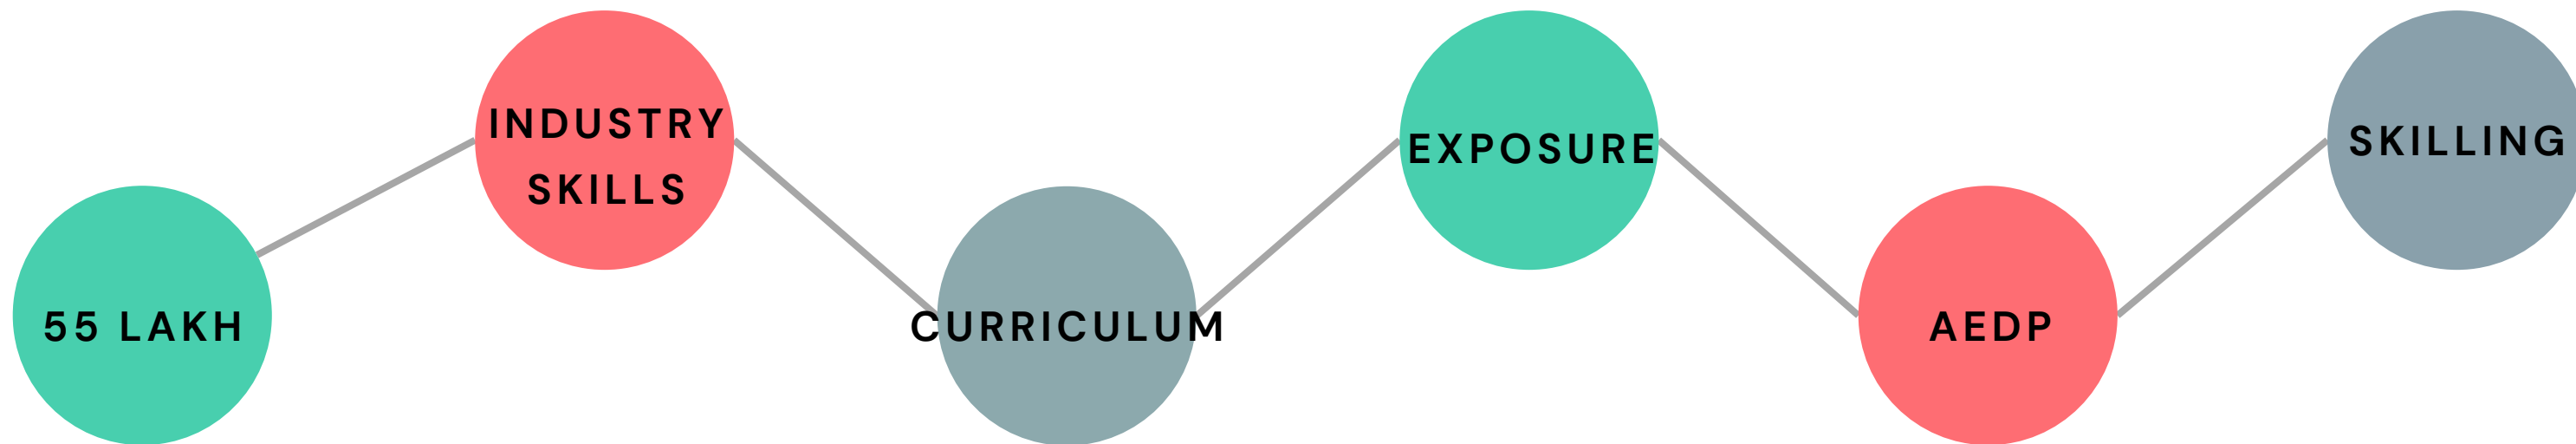 55 LAKH
INDUSTRY
SKILLS
CURRICULUM
EXPOSURE
AEDP
SKILLING